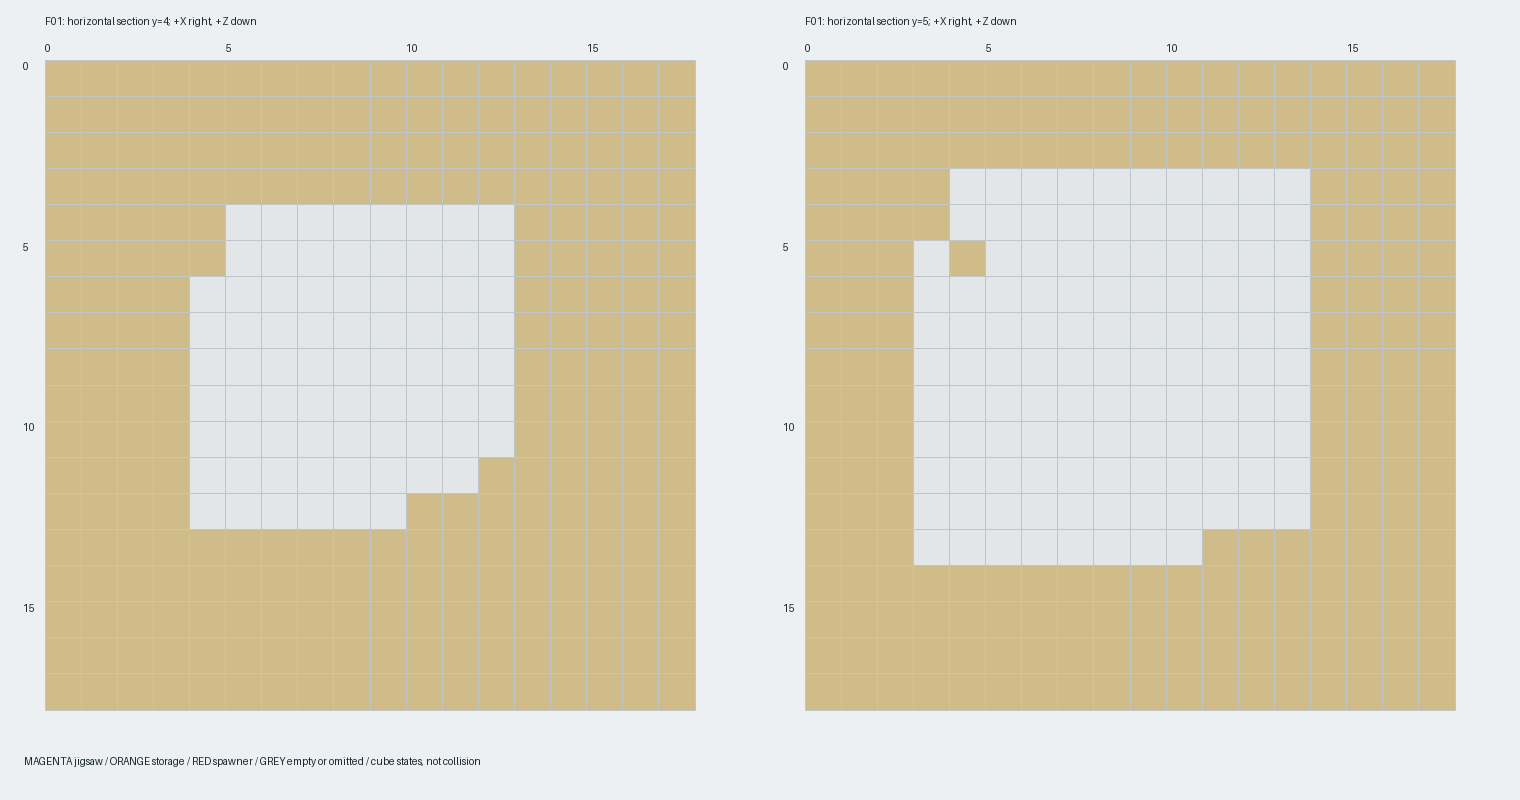 F01: horizontal section y=4; +X right, +Z down
F01: horizontal section y=5; +X right, +Z down
0 5 10 15
0 5 10 15
0
0
5
5
10
10
15
15
MAGENTA jigsaw / ORANGE storage / RED spawner / GREY empty or omitted / cube states, not collision